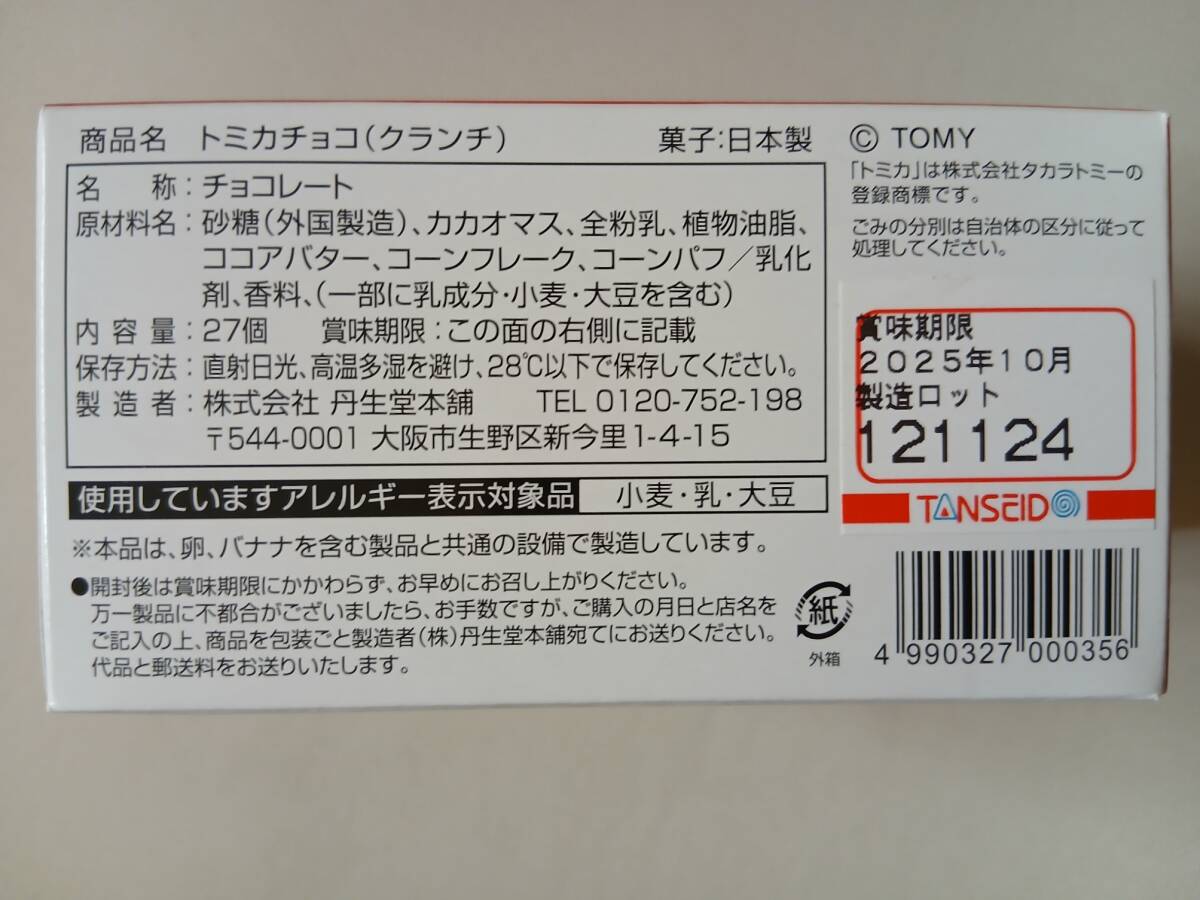 商品名 トミカチョコ(クランチ) 菓子:日本製
名 称:チョコレート
原材料名:砂糖(外国製造)、カカオマス、全粉乳、植物油脂、
ココアバター、コーンフレーク、コーンパフ/乳化
剤、香料、(一部に乳成分・小麦・大豆を含む)
内容量:27個 賞味期限:この面の右側に記載
保存方法:直射日光、高温多湿を避け、28℃以下で保存してください。
製造者:株式会社 丹生堂本舗 TEL 0120-752-198
〒544-0001 大阪市生野区新今里1-4-15
使用していますアレルギー表示対象品 小麦・乳・大豆
※本品は、卵、バナナを含む製品と共通の設備で製造しています。
●開封後は賞味期限にかかわらず、お早めにお召し上がりください。
万一製品に不都合がございましたら、お手数ですが、ご購入の月日と店名を
ご記入の上、商品を包装ごと製造者(株)丹生堂本舗宛てにお送りください。
代品と郵送料をお送りいたします。
© TOMY
「トミカ」は株式会社タカラトミーの
登録商標です。
ごみの分別は自治体の区分に従って
処理してください。
賞味期限
2025年10月
製造ロット
121124
TANSEIDO
紙
外箱
4 990327 000356